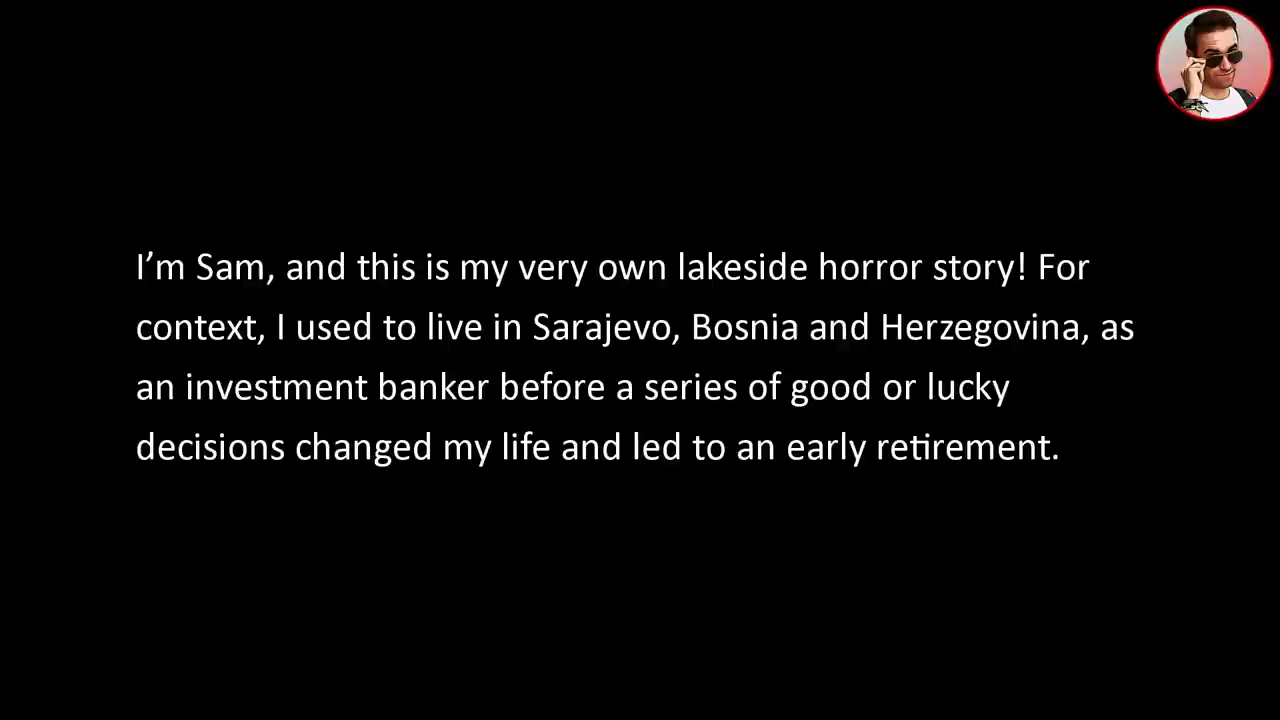 I’m Sam, and this is my very own lakeside horror story! For
context, I used to live in Sarajevo, Bosnia and Herzegovina, as
an investment banker before a series of good or lucky
decisions changed my life and led to an early retirement.